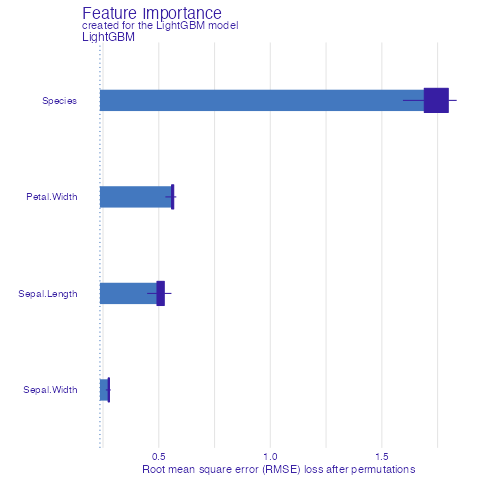 Feature Importance
created for the LightGBM model
LightGBM
Species
Petal.Width
Sepal.Length
Sepal.Width
0.5 1.0 1.5
Root mean square error (RMSE) loss after permutations